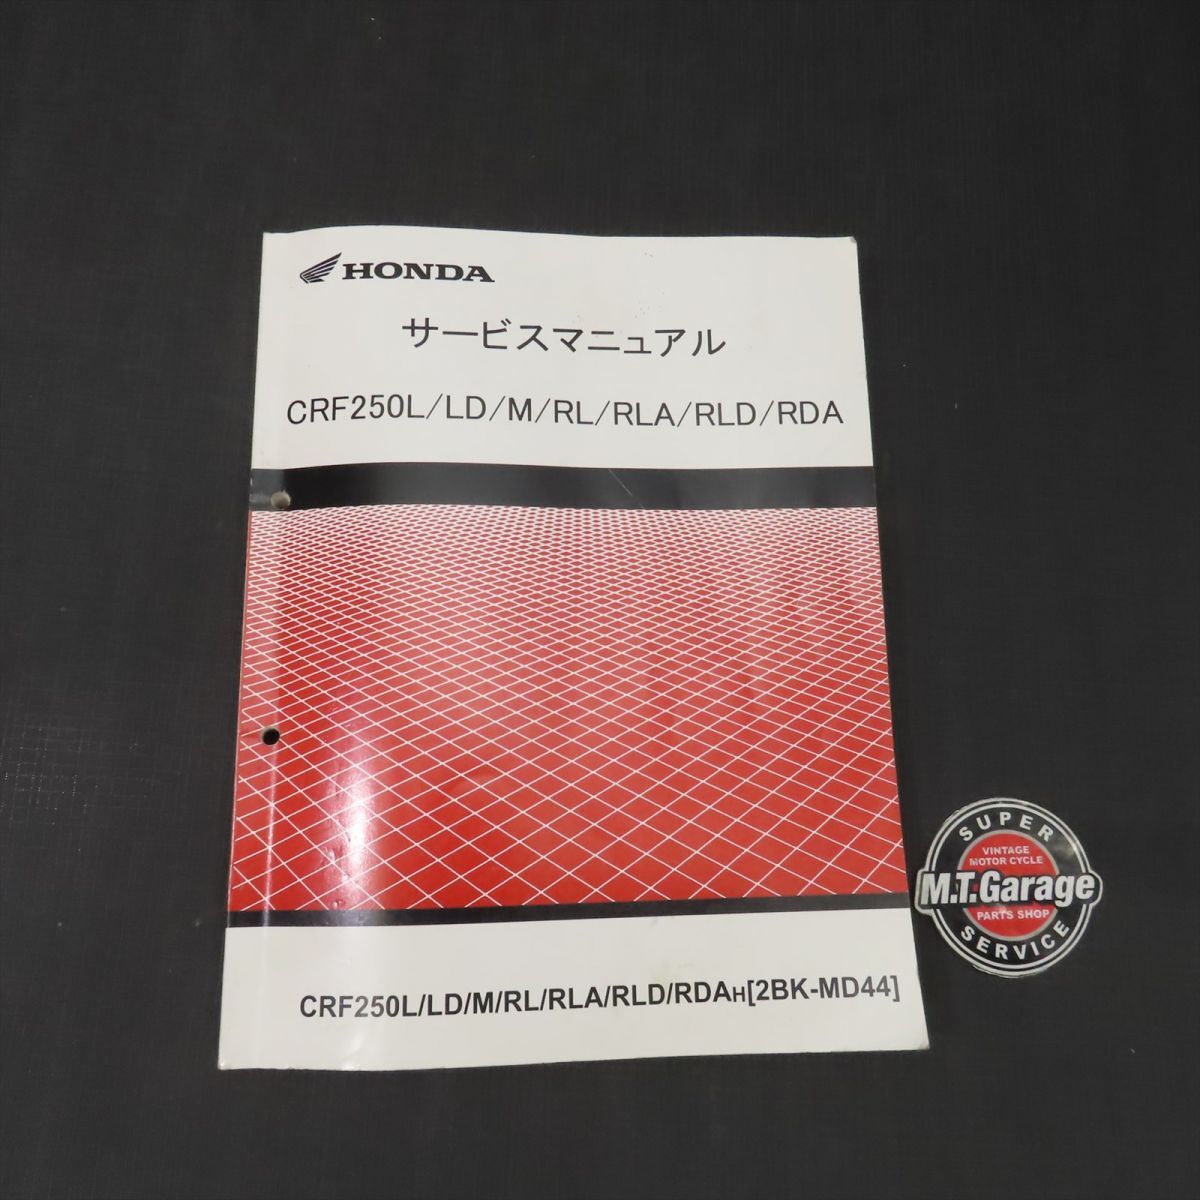 HONDA
サービスマニュアル
CRF250L/LD/M/RL/RLA/RLD/RDA
CRF250L/LD/M/RL/RLA/RLD/RDAH[2BK-MD44]
SUPER
VINTAGE
MOTOR CYCLE
M.T.Garage
PARTS SHOP
SERVICE